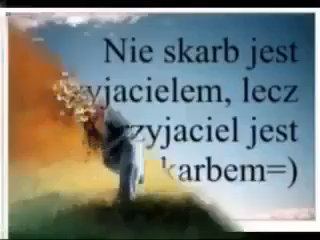 Nie skarb jest
yjacielem, lecz
zyjaciel jest
karbem=)